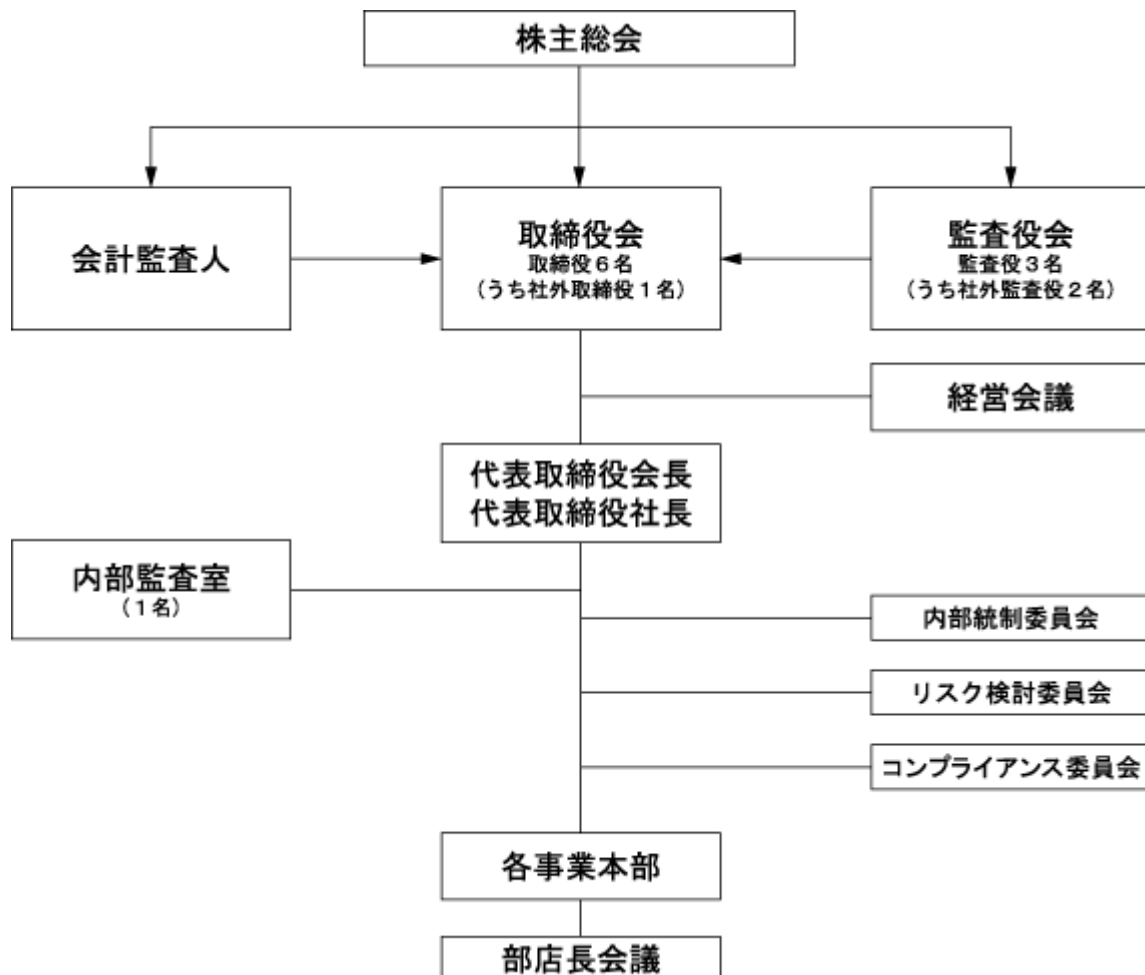 株主総会
会計監査人
取締役会
取締役6名
(うち社外取締役1名)
監査役会
監査役3名
(うち社外監査役2名)
経営会議
代表取締役会長
代表取締役社長
内部監査室
(1名)
内部統制委員会
リスク検討委員会
コンプライアンス委員会
各事業本部
部店長会議